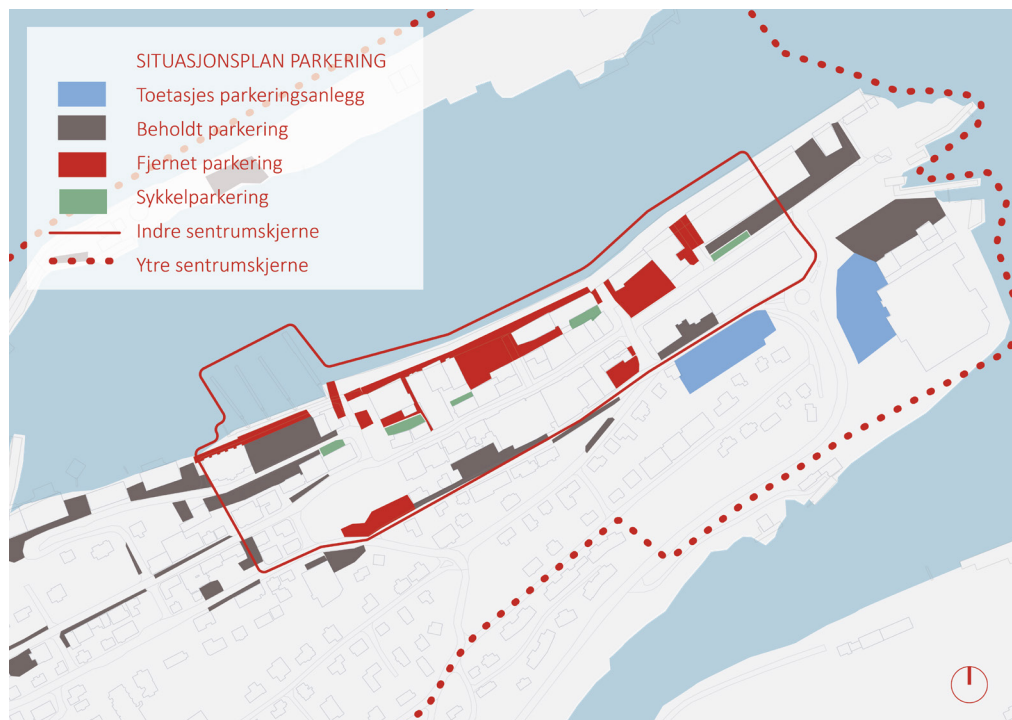 SITUASJONSPLAN PARKERING
Toetasjes parkeringsanlegg
Beholdt parkering
Fjernet parkering
Sykkelparkering
Indre sentrumskjerne
Ytre sentrumskjerne